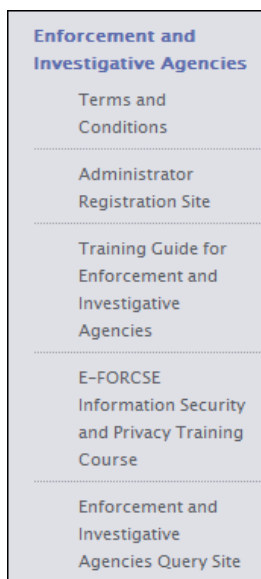 Enforcement and
Investigative Agencies
Terms and
Conditions
Administrator
Registration Site
Training Guide for
Enforcement and
Investigative
Agencies
E-FORCSE
Information Security
and Privacy Training
Course
Enforcement and
Investigative
Agencies Query Site